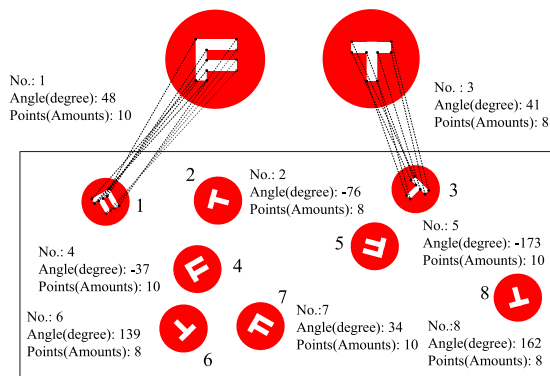 F
T
No.: 1
Angle(degree): 48
Points(Amounts): 10
No. : 3
Angle(degree): 41
Points(Amounts): 8
F
1
2
T
No.: 2
Angle(degree): -76
Points(Amounts): 8
T
3
No.: 4
Angle(degree): -37
Points(Amounts): 10
F
4
5
F
No.: 5
Angle(degree): -173
Points(Amounts): 10
No.: 6
Angle(degree): 139
Points(Amounts): 8
T
6
F
7
No.:7
Angle(degree): 34
Points(Amounts): 10
8
T
No.:8
Angle(degree): 162
Points(Amounts): 8